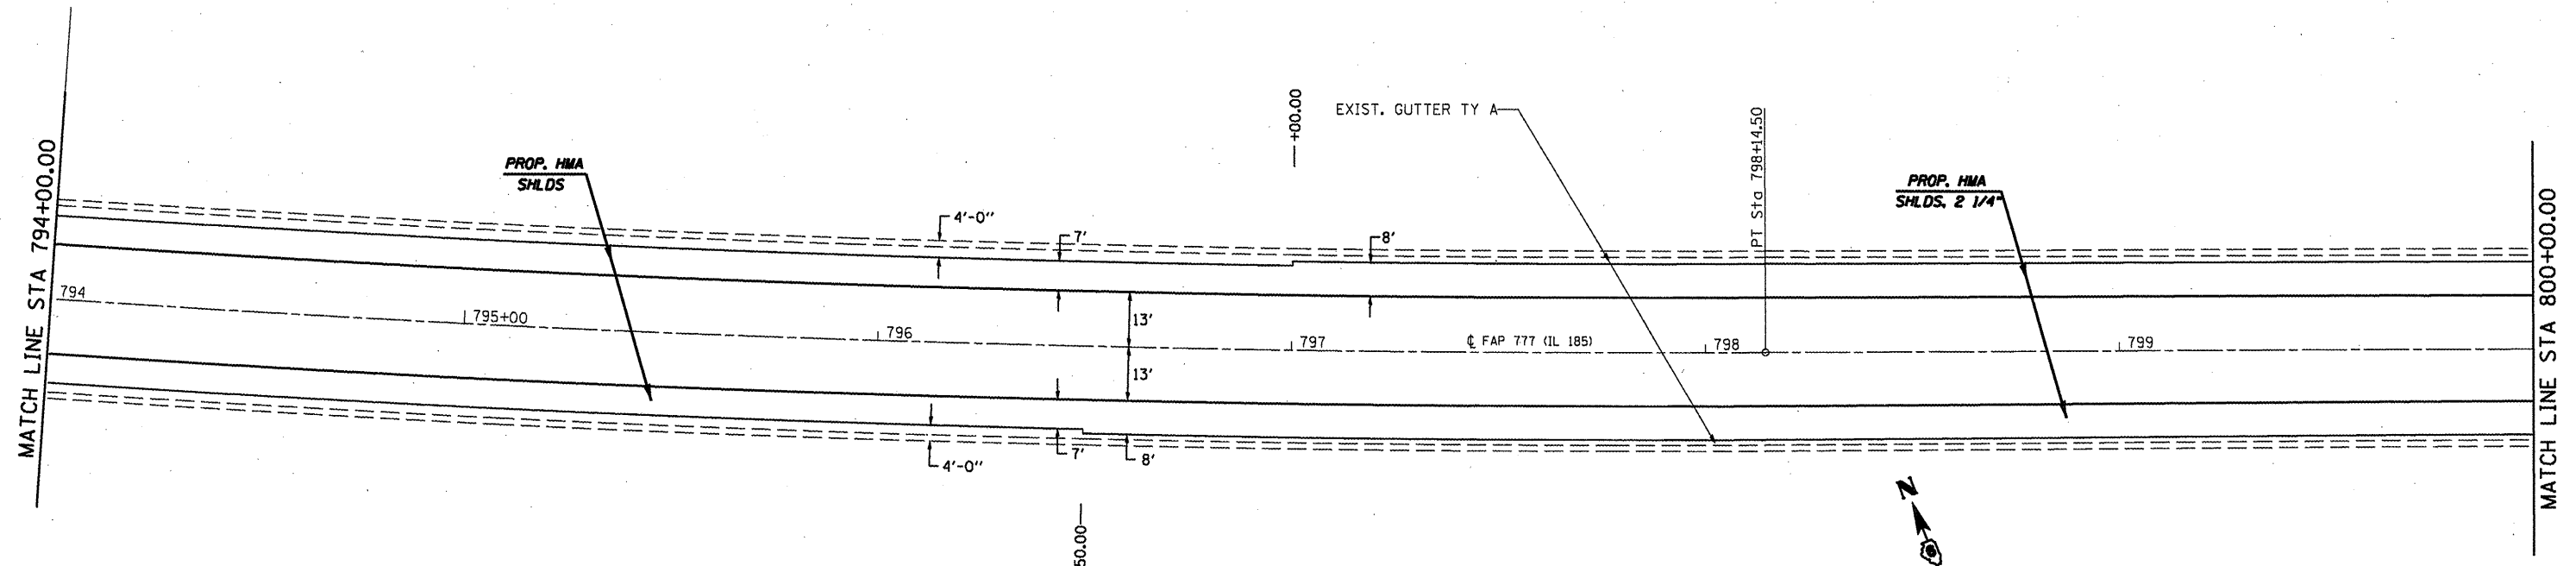 MATCH LINE STA 794+00.00
PROP. HMA
SHLDS
4'-0"
7'
+00.00
8'
EXIST. GUTTER TY A
PT Sta 798+14.50
PROP. HMA
SHLDS, 2 1/4"
MATCH LINE STA 800+00.00
794
795+00
796
13'
797
℄ FAP 777 (IL 185)
798
799
13'
4'-0"
7'
8'
50.00
N